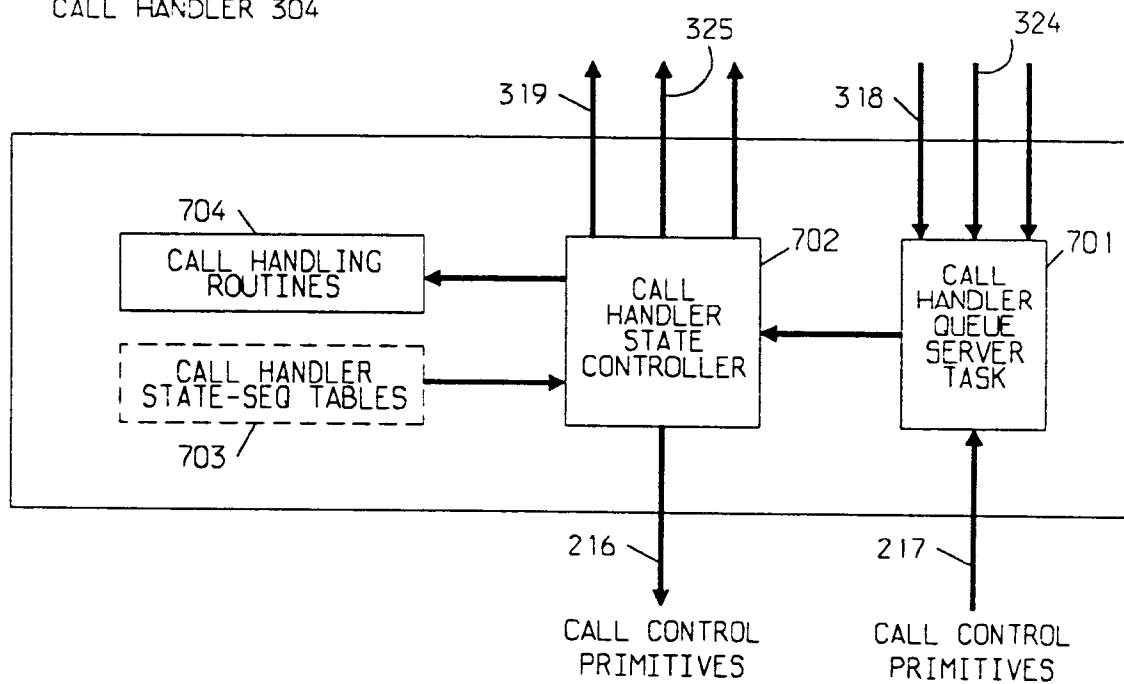 CALL HANDLER 304
325
324
319
318
704
702
701
CALL HANDLING
ROUTINES
CALL
HANDLER
STATE
CONTROLLER
CALL
HANDLER
QUEUE
SERVER
TASK
CALL HANDLER
STATE-SEQ TABLES
703
216
217
CALL CONTROL
PRIMITIVES
CALL CONTROL
PRIMITIVES